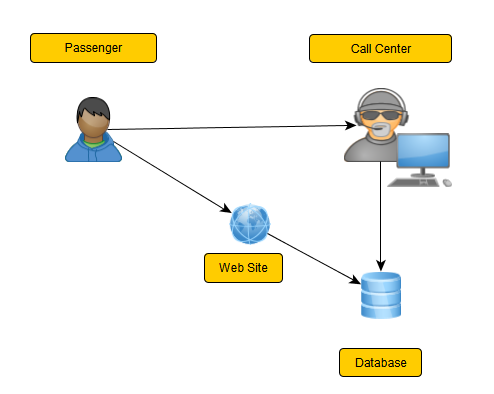 Passenger
Call Center
Web Site
Database